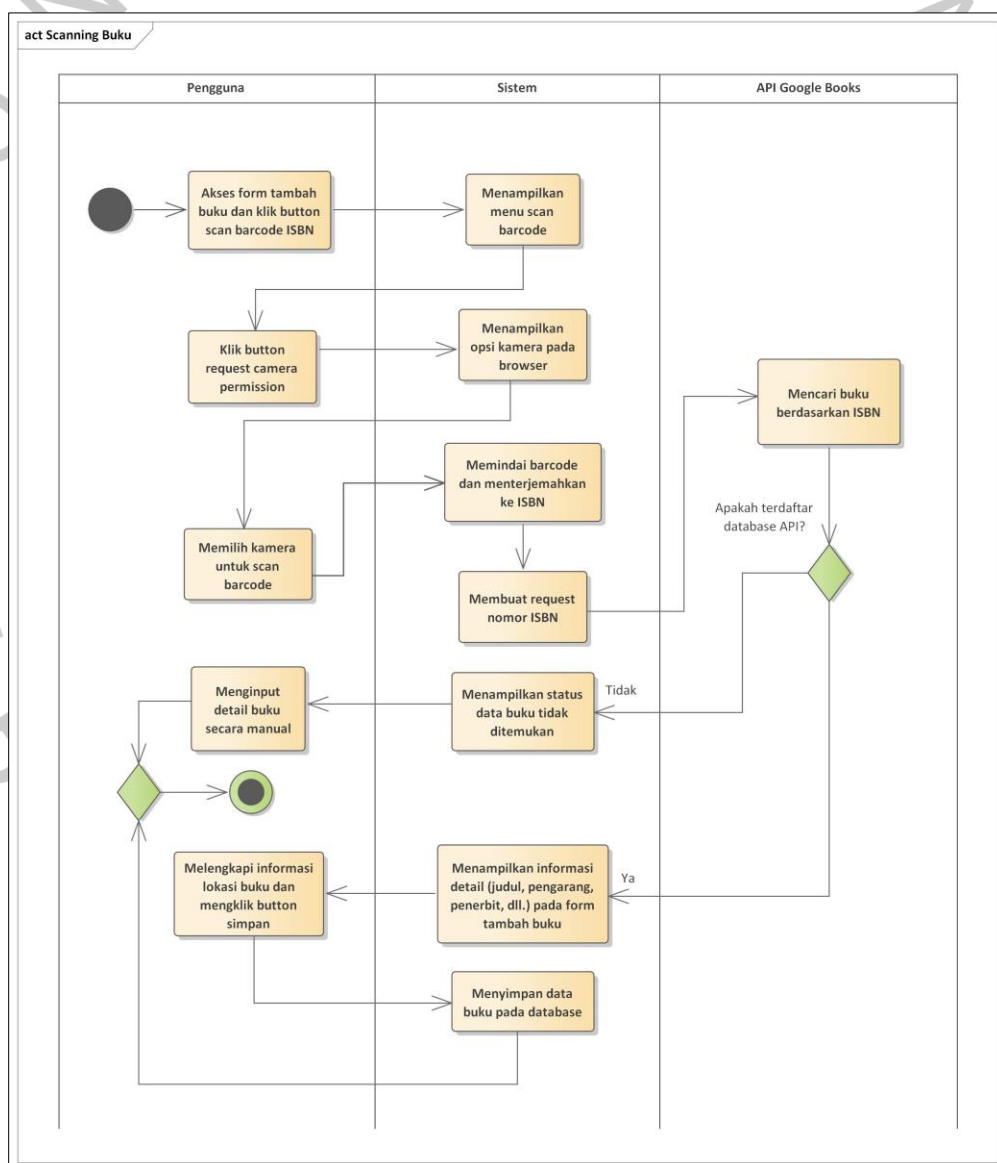 act Scanning Buku
Pengguna
Sistem
API Google Books
Akses form tambah
buku dan klik button
scan barcode ISBN
Menampilkan
menu scan
barcode
Klik button
request camera
permission
Menampilkan
opsi kamera pada
browser
Mencari buku
berdasarkan ISBN
Memindai barcode
dan menterjemahkan
ke ISBN
Apakah terdaftar
database API?
Memilih kamera
untuk scan
barcode
Membuat request
nomor ISBN
Menginput
detail buku
secara manual
Menampilkan status
data buku tidak
ditemukan
Tidak
Melengkapi informasi
lokasi buku dan
mengklik button
simpan
Menampilkan informasi
detail (judul, pengarang,
penerbit, dll.) pada form
tambah buku
Ya
Menyimpan data
buku pada database